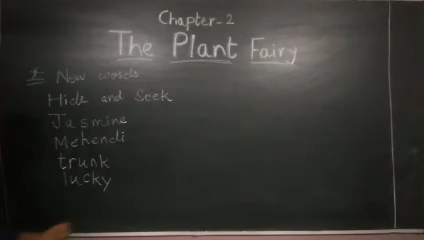 Chapter-2
The Plant Fairy
* New words
Hide and Seek
Jasmine
Mehendi
trunk
lucky